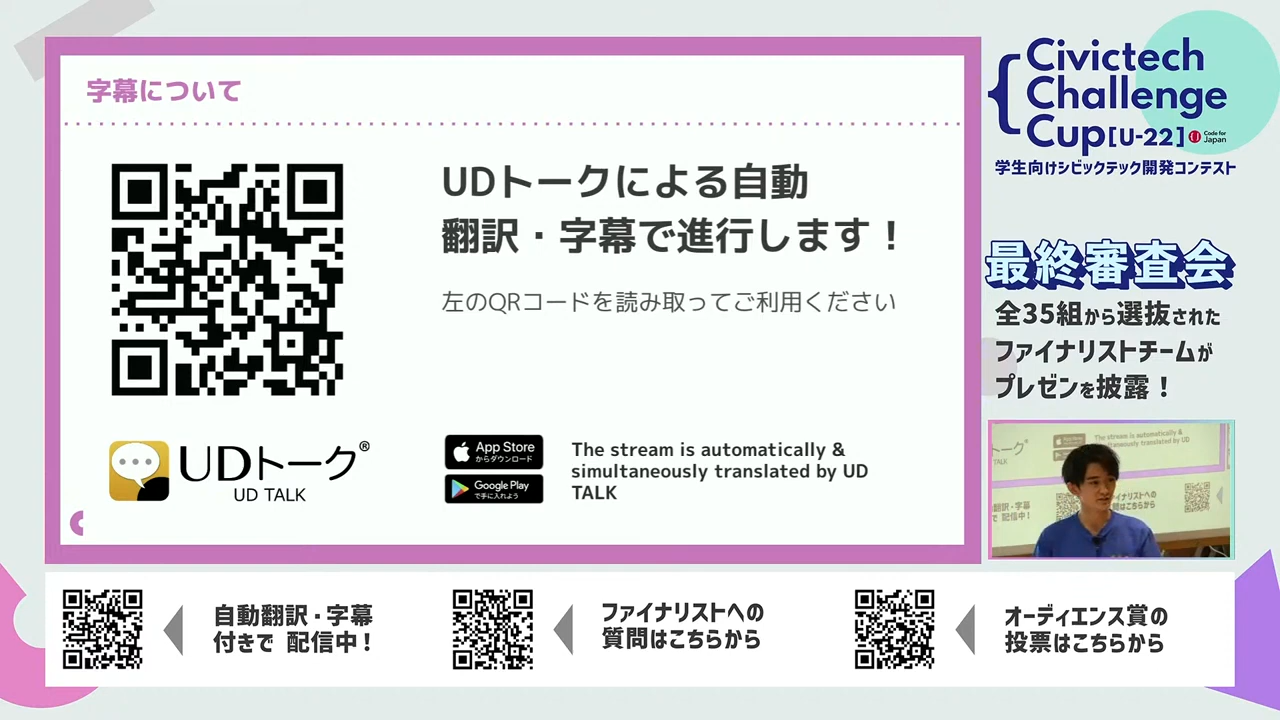 字幕について
UDトークによる自動
翻訳・字幕で進行します！
左のQRコードを読み取ってご利用ください
UDトーク®
UD TALK
App Store
からダウンロード
Google Play
で手に入れよう
The stream is automatically &
simultaneously translated by UD
TALK
Civictech
Challenge
Cup[U-22]
Code for
Japan
学生向けシビックテック開発コンテスト
最終審査会
全35組から選抜された
ファイナリストチームが
プレゼンを披露！
The stream is automatically &
simultaneously translated by UD
自動翻訳・字幕
付きで 配信中！
ファイナリストへの
質問はこちらから
オーディエンス賞の
投票はこちらから